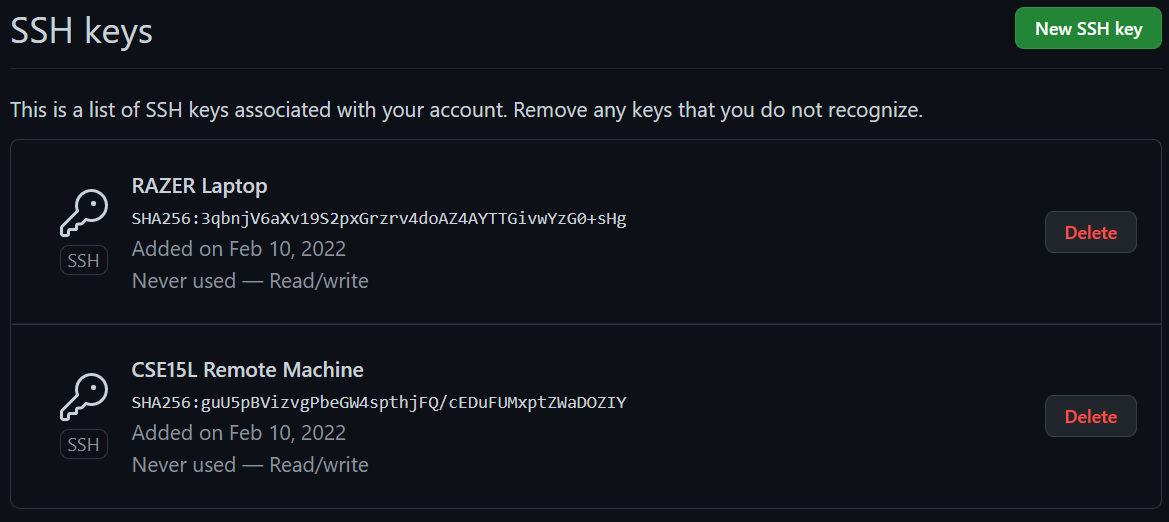 SSH keys
New SSH key
This is a list of SSH keys associated with your account. Remove any keys that you do not recognize.
RAZER Laptop
SHA256:3qbnjV6aXv19S2pxGrzrv4doAZ4AYTTGivwYzG0+sHg
Added on Feb 10, 2022
Never used — Read/write
SSH
Delete
CSE15L Remote Machine
SHA256:guU5pBVizvgPbeGW4spthjFQ/cEDuFUMxptZWaDOZIY
Added on Feb 10, 2022
Never used — Read/write
SSH
Delete